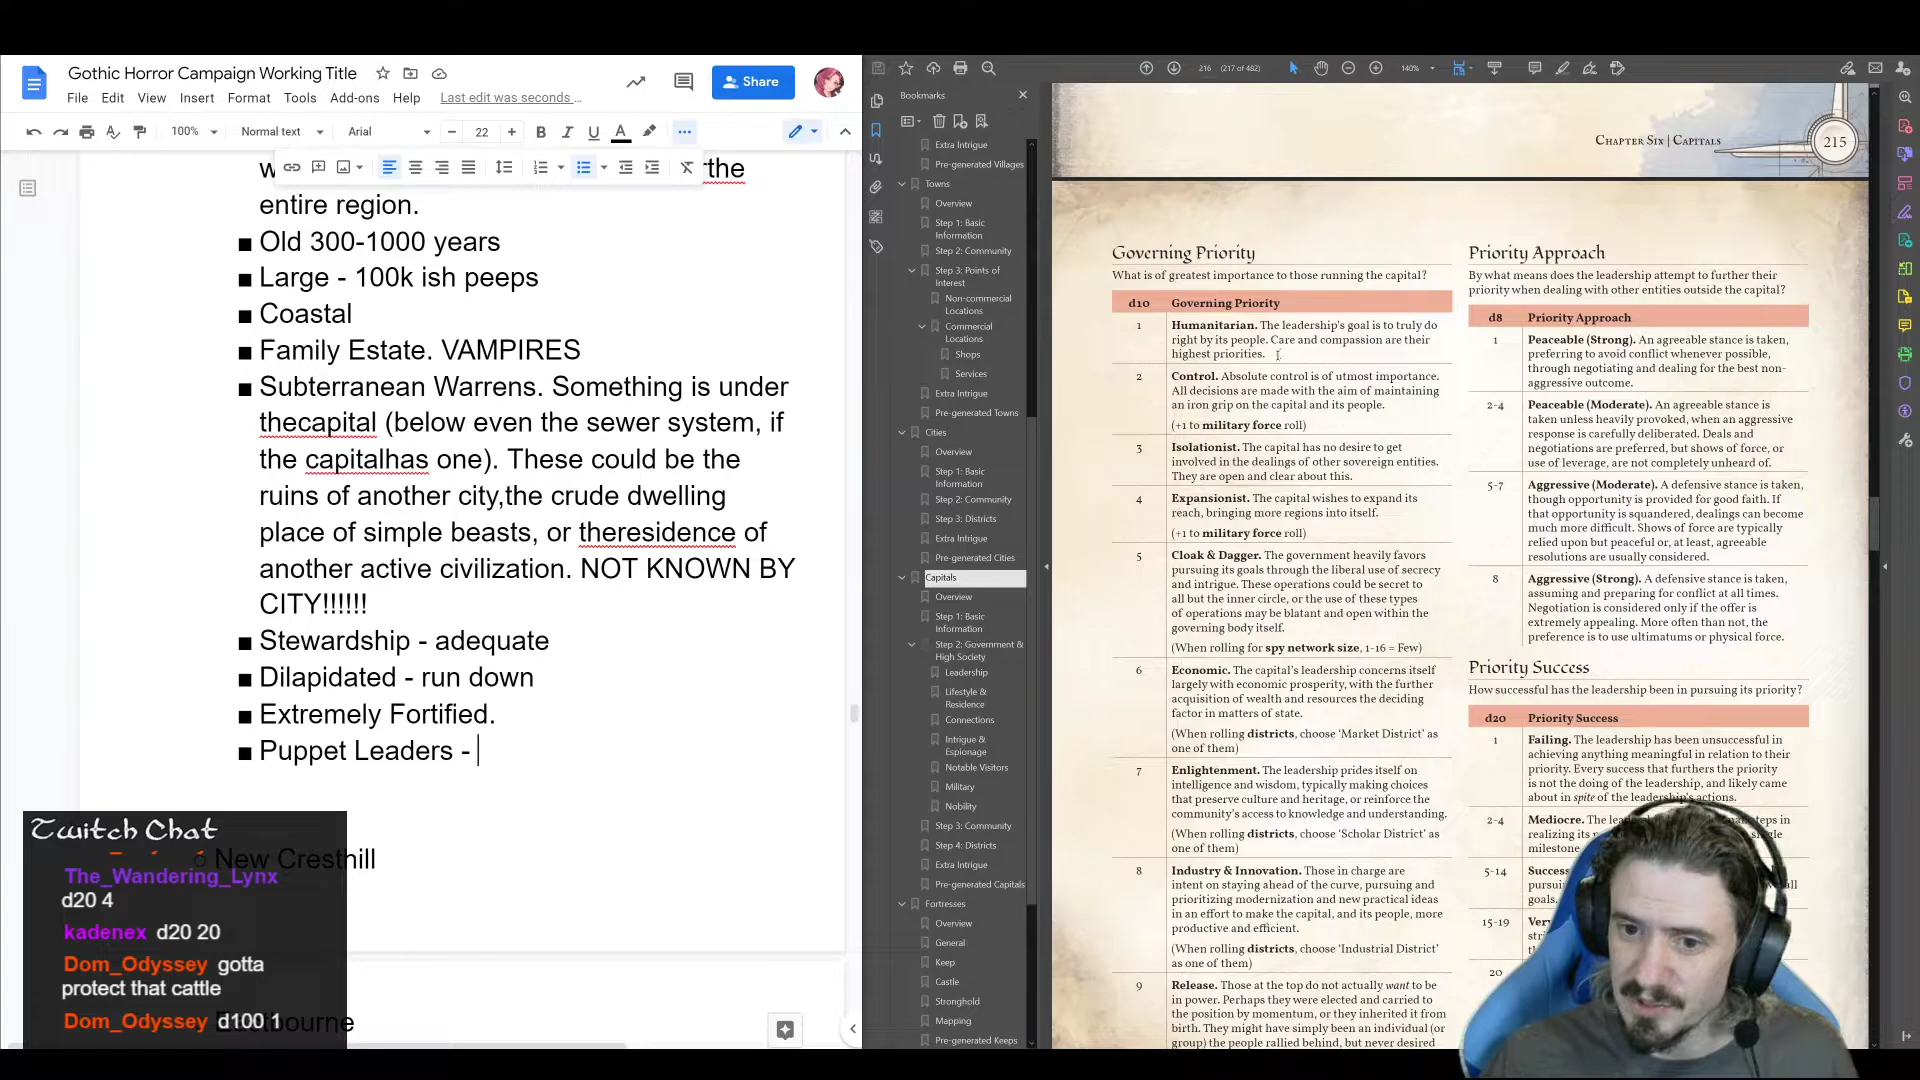 Gothic Horror Campaign Working Title
Share
File Edit View Insert Format Tools Add-ons Help Last edit was seconds ...
100% Normal text Arial 22
the
entire region.
■ Old 300-1000 years
■ Large - 100k ish peeps
■ Coastal
■ Family Estate. VAMPIRES
■ Subterranean Warrens. Something is under
thecapital (below even the sewer system, if
the capitalhas one). These could be the
ruins of another city,the crude dwelling
place of simple beasts, or theresidence of
another active civilization. NOT KNOWN BY
CITY!!!!!!
■ Stewardship - adequate
■ Dilapidated - run down
■ Extremely Fortified.
■ Puppet Leaders -
New Cresthill
Twitch Chat
The_Wandering_Lynx
d20 4
kadenex d20 20
Dom_Odyssey gotta
protect that cattle
Dom_Odyssey d100 1
216 (217 of 482) 140%
Bookmarks
Extra Intrigue
Pre-generated Villages
Towns
Overview
Step 1: Basic
Information
Step 2: Community
Step 3: Points of
Interest
Non-commercial
Locations
Commercial
Locations
Shops
Services
Extra Intrigue
Pre-generated Towns
Cities
Overview
Step 1: Basic
Information
Step 2: Community
Step 3: Districts
Extra Intrigue
Pre-generated Cities
Capitals
Overview
Step 1: Basic
Information
Step 2: Government &
High Society
Leadership
Lifestyle &
Residence
Connections
Intrigue &
Espionage
Notable Visitors
Military
Nobility
Step 3: Community
Step 4: Districts
Extra Intrigue
Pre-generated Capitals
Fortresses
Overview
General
Keep
Castle
Stronghold
Mapping
Pre-generated Keeps
Chapter Six | Capitals
215
Governing Priority
What is of greatest importance to those running the capital?
d10 Governing Priority
1 Humanitarian. The leadership's goal is to truly do
right by its people. Care and compassion are their
highest priorities.
2 Control. Absolute control is of utmost importance.
All decisions are made with the aim of maintaining
an iron grip on the capital and its people.
(+1 to military force roll)
3 Isolationist. The capital has no desire to get
involved in the dealings of other sovereign entities.
They are open and clear about this.
4 Expansionist. The capital wishes to expand its
reach, bringing more regions into itself.
(+1 to military force roll)
5 Cloak & Dagger. The government heavily favors
pursuing its goals through the liberal use of secrecy
and intrigue. These operations could be secret to
all but the inner circle, or the use of these types
of operations may be blatant and open within the
governing body itself.
(When rolling for spy network size, 1-16 = Few)
6 Economic. The capital's leadership concerns itself
largely with economic prosperity, with the further
acquisition of wealth and resources the deciding
factor in matters of state.
(When rolling districts, choose 'Market District' as
one of them)
7 Enlightenment. The leadership prides itself on
intelligence and wisdom, typically making choices
that preserve culture and heritage, or reinforce the
community's access to knowledge and understanding.
(When rolling districts, choose 'Scholar District' as
one of them)
8 Industry & Innovation. Those in charge are
intent on staying ahead of the curve, pursuing and
prioritizing modernization and new practical ideas
in an effort to make the capital, and its people, more
productive and efficient.
(When rolling districts, choose 'Industrial District'
as one of them)
9 Release. Those at the top do not actually want to be
in power. Perhaps they were elected and carried to
the position by momentum, or they inherited it from
birth. They might have simply been an individual (or
group) the people rallied behind, but never desired
Priority Approach
By what means does the leadership attempt to further their
priority when dealing with other entities outside the capital?
d8 Priority Approach
1 Peaceable (Strong). An agreeable stance is taken,
preferring to avoid conflict whenever possible,
through negotiating and dealing for the best non-
aggressive outcome.
2-4 Peaceable (Moderate). An agreeable stance is
taken unless heavily provoked, when an aggressive
response is carefully deliberated. Deals and
negotiations are preferred, but shows of force, or
use of leverage, are not completely unheard of.
5-7 Aggressive (Moderate). A defensive stance is taken,
though opportunity is provided for good faith. If
that opportunity is squandered, dealings can become
much more difficult. Shows of force are typically
relied upon but peaceful or, at least, agreeable
resolutions are usually considered.
8 Aggressive (Strong). A defensive stance is taken,
assuming and preparing for conflict at all times.
Negotiation is considered only if the offer is
extremely appealing. More often than not, the
preference is to use ultimatums or physical force.
Priority Success
How successful has the leadership been in pursuing its priority?
d20 Priority Success
1 Failing. The leadership has been unsuccessful in
achieving anything meaningful in relation to their
priority. Every success that furthers the priority
is not the doing of the leadership, and likely came
about in spite of the leadership's actions.
2-4 Mediocre. The steps in
realizing its single
milestone
5-14
pursui
goals.
15-19
20